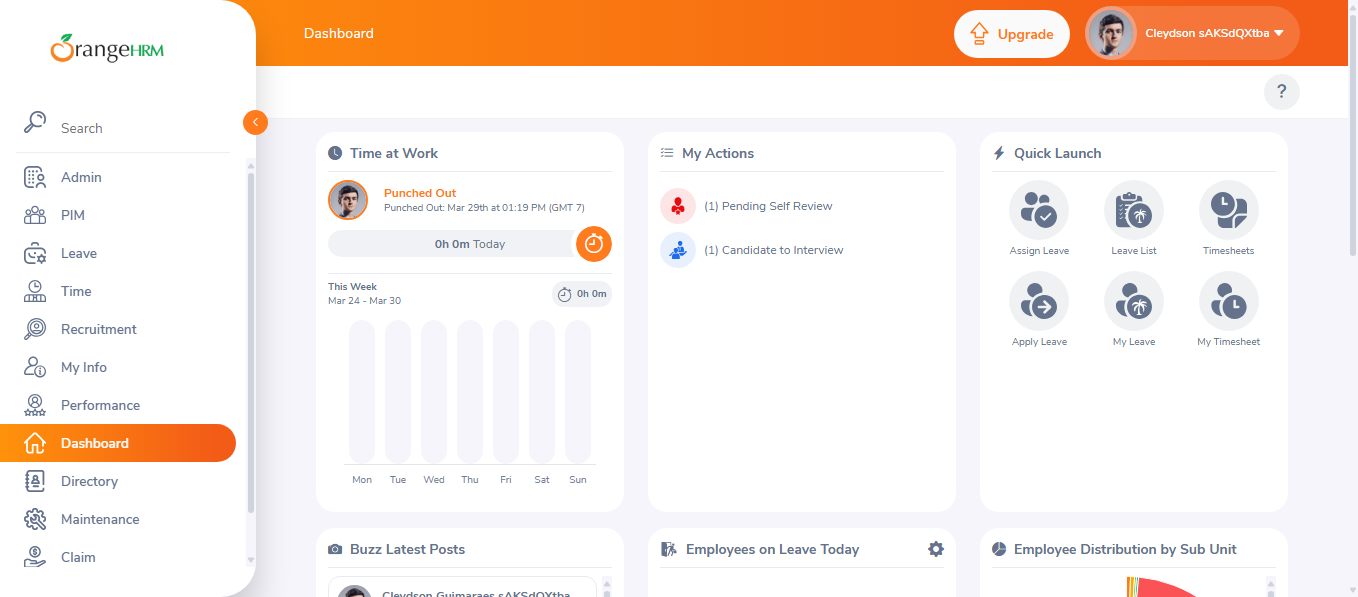 OrangeHRM
Search
Admin
PIM
Leave
Time
Recruitment
My Info
Performance
Dashboard
Directory
Maintenance
Claim
Dashboard
Upgrade
Cleydson sAKSdQXtba
?
Time at Work
Punched Out
Punched Out: Mar 29th at 01:19 PM (GMT 7)
0h 0m Today
This Week
Mar 24 - Mar 30
0h 0m
Mon Tue Wed Thu Fri Sat Sun
My Actions
(1) Pending Self Review
(1) Candidate to Interview
Quick Launch
Assign Leave
Leave List
Timesheets
Apply Leave
My Leave
My Timesheet
Buzz Latest Posts
Cleydson Guimaraes sAKSdQXtba
Employees on Leave Today
Employee Distribution by Sub Unit